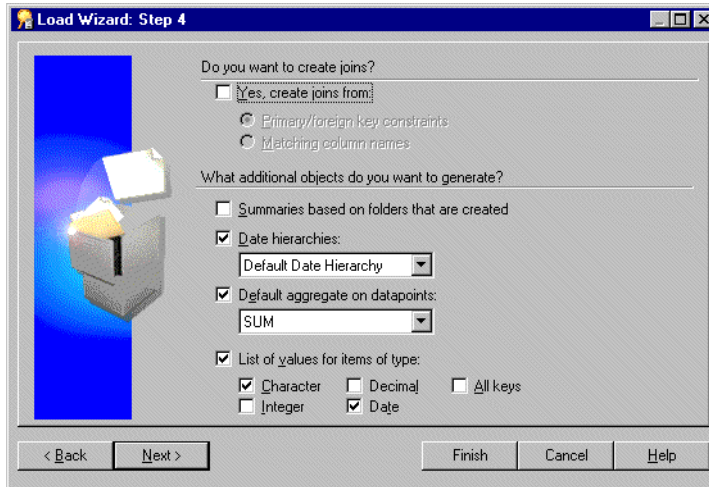 Load Wizard: Step 4
Do you want to create joins?
Yes, create joins from:
Primary/foreign key constraints
Matching column names
What additional objects do you want to generate?
Summaries based on folders that are created
Date hierarchies:
Default Date Hierarchy
Default aggregate on datapoints:
SUM
List of values for items of type:
Character Decimal All keys
Integer Date
< Back Next > Finish Cancel Help